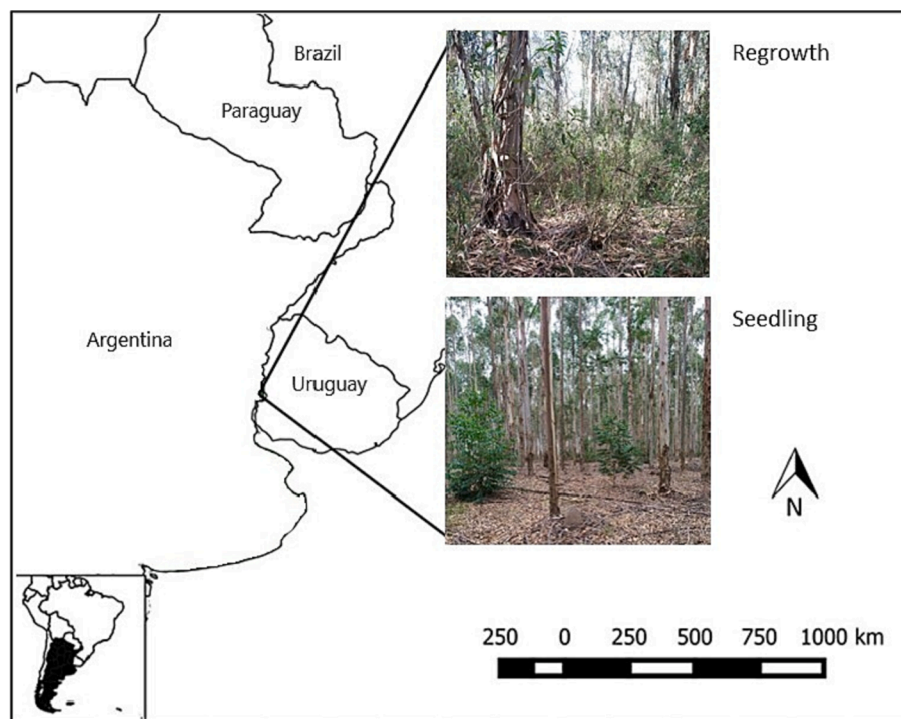 Brazil
Regrowth
Paraguay
Seedling
Argentina
Uruguay
N
250 0 250 500 750 1000 km